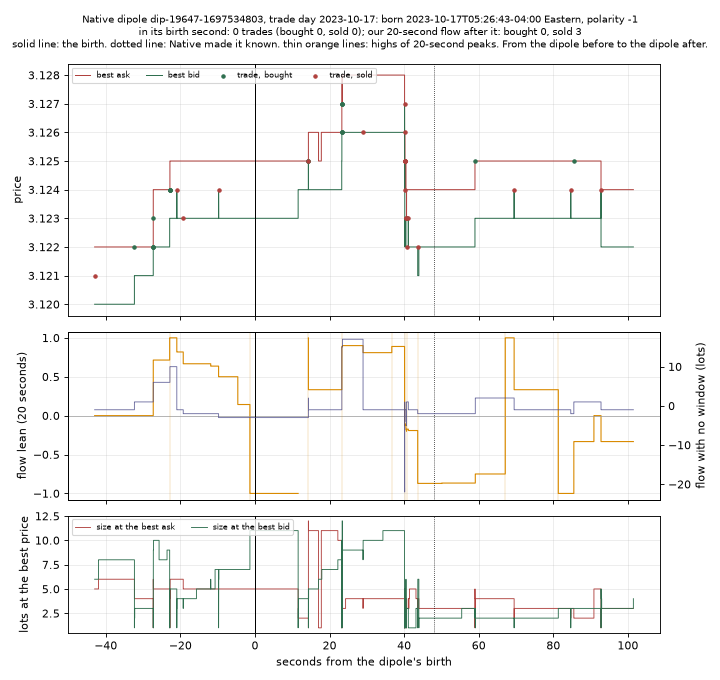 Native dipole dip-19647-1697534803, trade day 2023-10-17: born 2023-10-17T05:26:43-04:00 Eastern, polarity -1
in its birth second: 0 trades (bought 0, sold 0); our 20-second flow after it: bought 0, sold 3
solid line: the birth. dotted line: Native made it known. thin orange lines: highs of 20-second peaks. From the dipole before to the dipole after.
best ask
best bid
trade, bought
trade, sold
3.128
3.127
3.126
3.125
3.124
3.123
3.122
3.121
3.120
price
1.0
0.5
0.0
−0.5
−1.0
flow lean (20 seconds)
10
0
−10
−20
flow with no window (lots)
size at the best ask
size at the best bid
12.5
10.0
7.5
5.0
2.5
lots at the best price
−40
−20
0
20
40
60
80
100
seconds from the dipole's birth